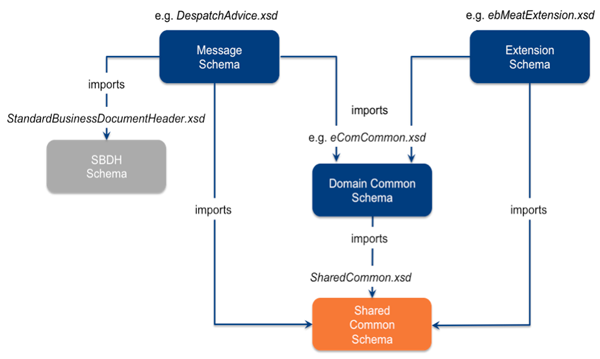 e.g. DespatchAdvice.xsd
e.g. ebMeatExtension.xsd
Message
Schema
Extension
Schema
imports
imports
StandardBusinessDocumentHeader.xsd
e.g. eComCommon.xsd
SBDH
Schema
Domain Common
Schema
imports
imports
imports
SharedCommon.xsd
Shared
Common
Schema